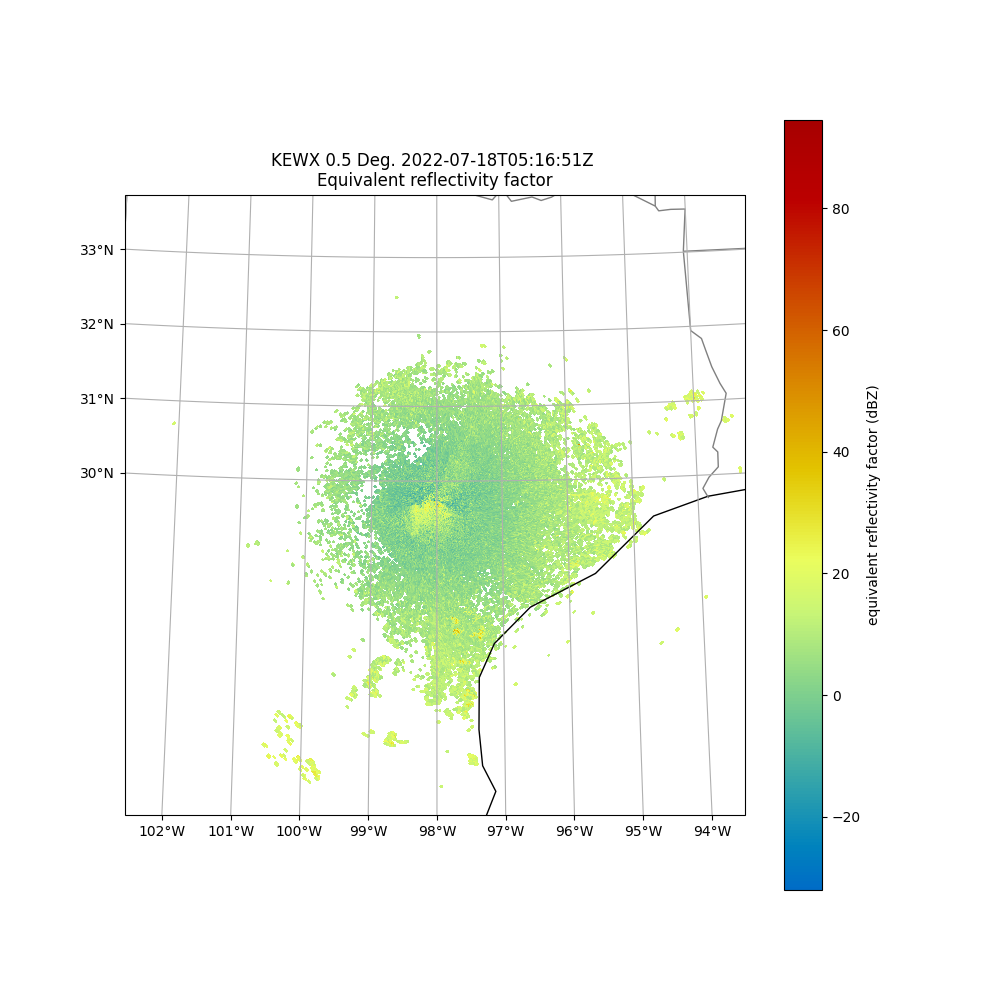 KEWX 0.5 Deg. 2022-07-18T05:16:51Z
Equivalent reflectivity factor
33°N
32°N
31°N
30°N
102°W
101°W
100°W
99°W
98°W
97°W
96°W
95°W
94°W
80
60
40
20
0
−20
equivalent reflectivity factor (dBZ)